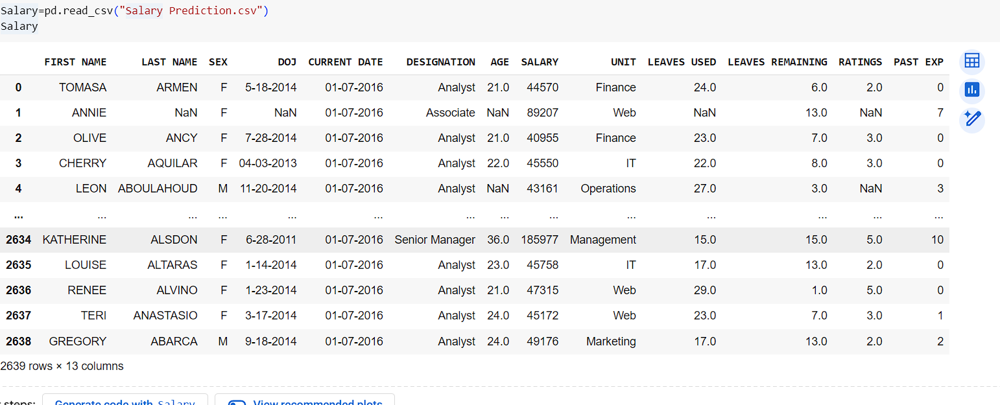 Salary=pd.read_csv("Salary Prediction.csv")
Salary
FIRST NAME LAST NAME SEX DOJ CURRENT DATE DESIGNATION AGE SALARY UNIT LEAVES USED LEAVES REMAINING RATINGS PAST EXP
0 TOMASA ARMEN F 5-18-2014 01-07-2016 Analyst 21.0 44570 Finance 24.0 6.0 2.0 0
1 ANNIE NaN F NaN 01-07-2016 Associate NaN 89207 Web NaN 13.0 NaN 7
2 OLIVE ANCY F 7-28-2014 01-07-2016 Analyst 21.0 40955 Finance 23.0 7.0 3.0 0
3 CHERRY AQUILAR F 04-03-2013 01-07-2016 Analyst 22.0 45550 IT 22.0 8.0 3.0 0
4 LEON ABOULAHOUD M 11-20-2014 01-07-2016 Analyst NaN 43161 Operations 27.0 3.0 NaN 3
... ... ... ... ... ... ... ... ... ... ... ... ... ...
2634 KATHERINE ALSDON F 6-28-2011 01-07-2016 Senior Manager 36.0 185977 Management 15.0 15.0 5.0 10
2635 LOUISE ALTARAS F 1-14-2014 01-07-2016 Analyst 23.0 45758 IT 17.0 13.0 2.0 0
2636 RENEE ALVINO F 1-23-2014 01-07-2016 Analyst 21.0 47315 Web 29.0 1.0 5.0 0
2637 TERI ANASTASIO F 3-17-2014 01-07-2016 Analyst 24.0 45172 Web 23.0 7.0 3.0 1
2638 GREGORY ABARCA M 9-18-2014 01-07-2016 Analyst 24.0 49176 Marketing 17.0 13.0 2.0 2
2639 rows × 13 columns
steps: Generate code with Salary View recommended plots